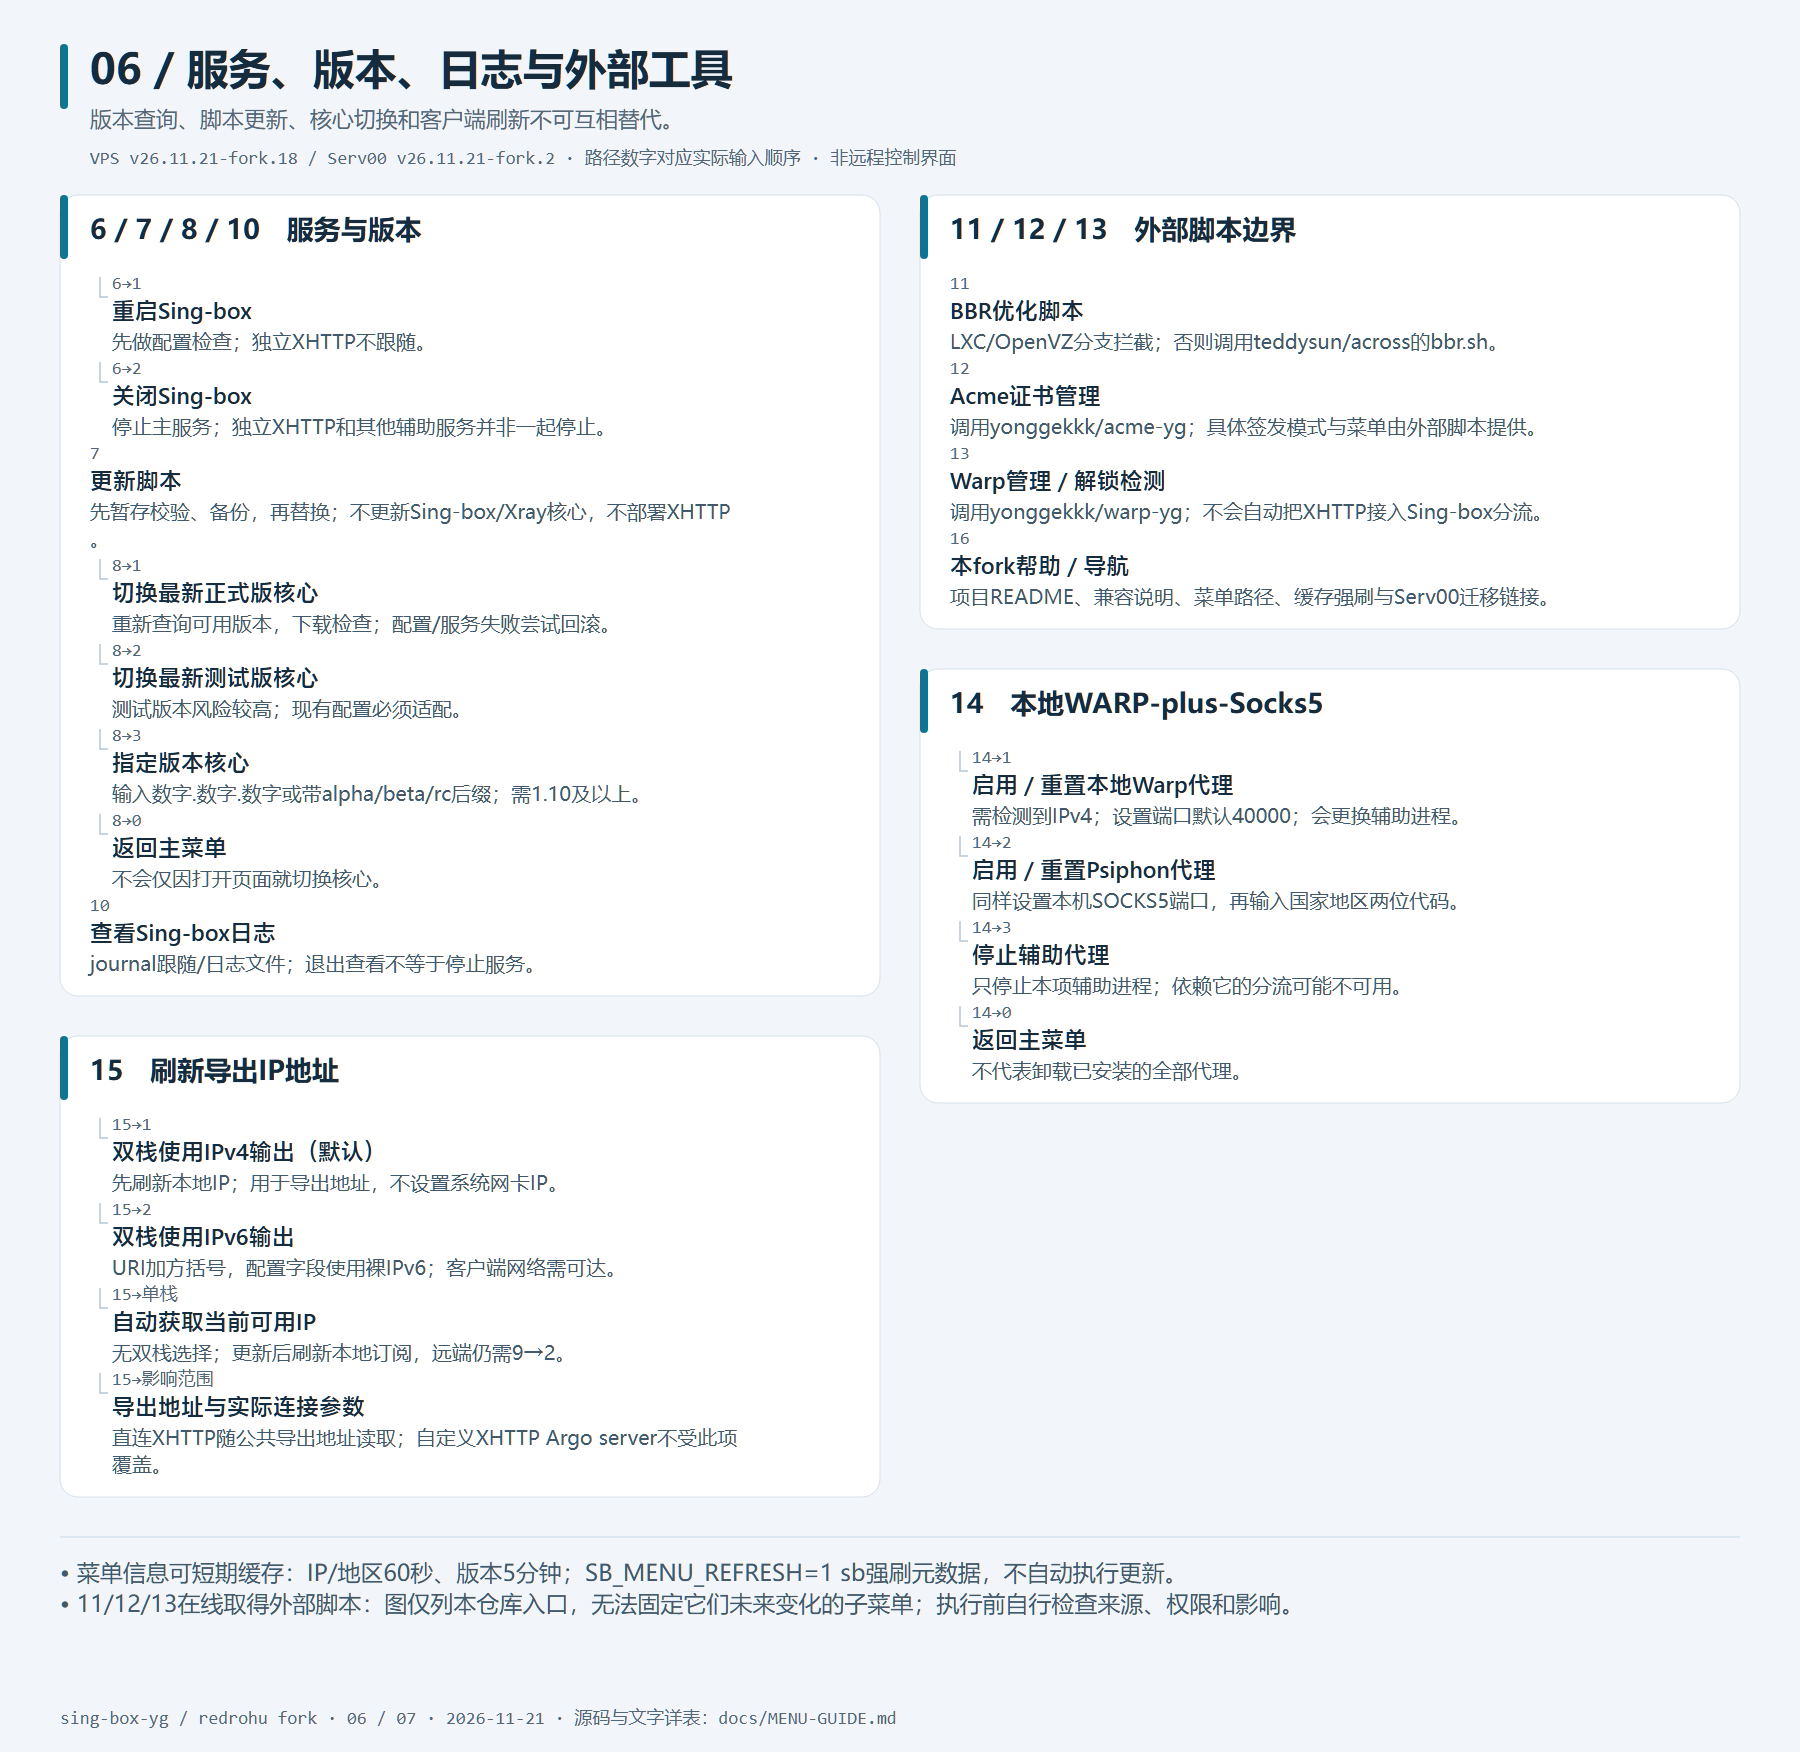 06 / 服务、版本、日志与外部工具
版本查询、脚本更新、核心切换和客户端刷新不可互相替代。
VPS v26.11.21-fork.18 / Serv00 v26.11.21-fork.2 · 路径数字对应实际输入顺序 · 非远程控制界面
6 / 7 / 8 / 10 服务与版本
6→1
重启Sing-box
先做配置检查；独立XHTTP不跟随。
6→2
关闭Sing-box
停止主服务；独立XHTTP和其他辅助服务并非一起停止。
7
更新脚本
先暂存校验、备份，再替换；不更新Sing-box/Xray核心，不部署XHTTP
。
8→1
切换最新正式版核心
重新查询可用版本，下载检查；配置/服务失败尝试回滚。
8→2
切换最新测试版核心
测试版本风险较高；现有配置必须适配。
8→3
指定版本核心
输入数字.数字.数字或带alpha/beta/rc后缀；需1.10及以上。
8→0
返回主菜单
不会仅因打开页面就切换核心。
10
查看Sing-box日志
journal跟随/日志文件；退出查看不等于停止服务。
15 刷新导出IP地址
15→1
双栈使用IPv4输出（默认）
先刷新本地IP；用于导出地址，不设置系统网卡IP。
15→2
双栈使用IPv6输出
URI加方括号，配置字段使用裸IPv6；客户端网络需可达。
15→单栈
自动获取当前可用IP
无双栈选择；更新后刷新本地订阅，远端仍需9→2。
15→影响范围
导出地址与实际连接参数
直连XHTTP随公共导出地址读取；自定义XHTTP Argo server不受此项
覆盖。
11 / 12 / 13 外部脚本边界
11
BBR优化脚本
LXC/OpenVZ分支拦截；否则调用teddysun/across的bbr.sh。
12
Acme证书管理
调用yonggekkk/acme-yg；具体签发模式与菜单由外部脚本提供。
13
Warp管理 / 解锁检测
调用yonggekkk/warp-yg；不会自动把XHTTP接入Sing-box分流。
16
本fork帮助 / 导航
项目README、兼容说明、菜单路径、缓存强刷与Serv00迁移链接。
14 本地WARP-plus-Socks5
14→1
启用 / 重置本地Warp代理
需检测到IPv4；设置端口默认40000；会更换辅助进程。
14→2
启用 / 重置Psiphon代理
同样设置本机SOCKS5端口，再输入国家地区两位代码。
14→3
停止辅助代理
只停止本项辅助进程；依赖它的分流可能不可用。
14→0
返回主菜单
不代表卸载已安装的全部代理。
• 菜单信息可短期缓存：IP/地区60秒、版本5分钟；SB_MENU_REFRESH=1 sb强刷元数据，不自动执行更新。
• 11/12/13在线取得外部脚本：图仅列本仓库入口，无法固定它们未来变化的子菜单；执行前自行检查来源、权限和影响。
sing-box-yg / redrohu fork · 06 / 07 · 2026-11-21 · 源码与文字详表：docs/MENU-GUIDE.md